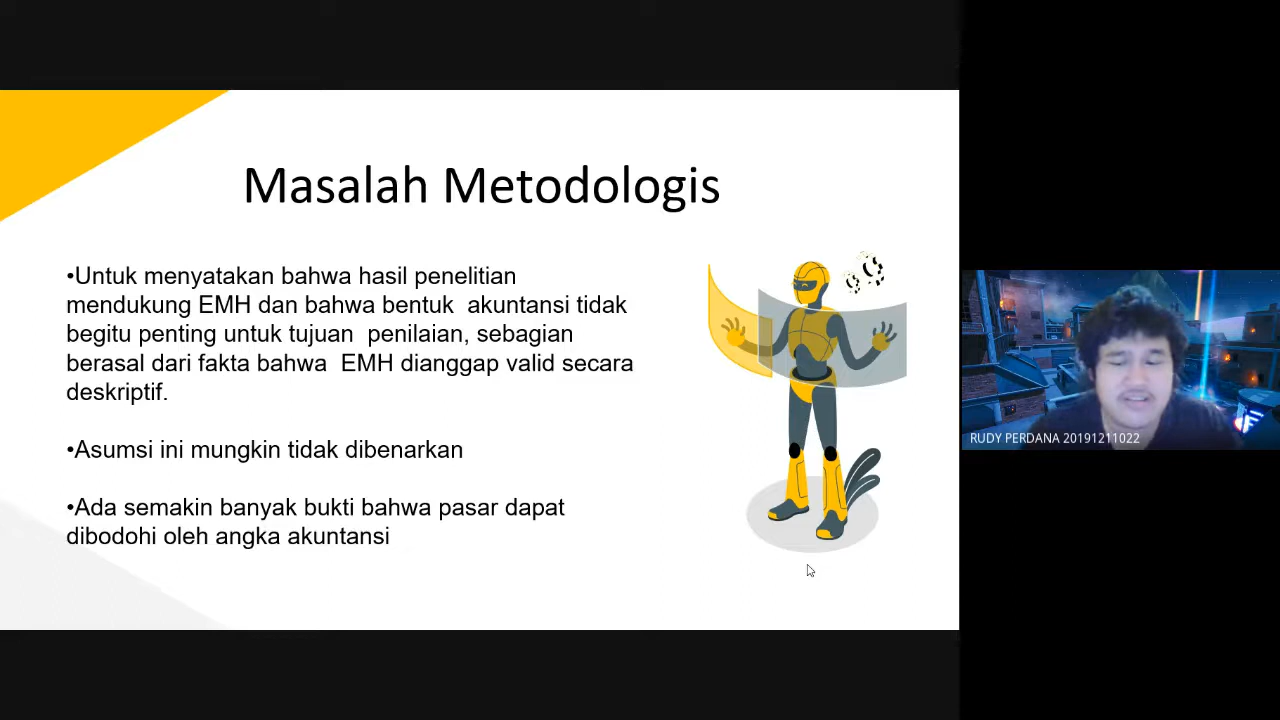 Masalah Metodologis
•Untuk menyatakan bahwa hasil penelitian
mendukung EMH dan bahwa bentuk  akuntansi tidak
begitu penting untuk tujuan  penilaian, sebagian
berasal dari fakta bahwa  EMH dianggap valid secara
deskriptif.
•Asumsi ini mungkin tidak dibenarkan
•Ada semakin banyak bukti bahwa pasar dapat
dibodohi oleh angka akuntansi
RUDY PERDANA 20191211022